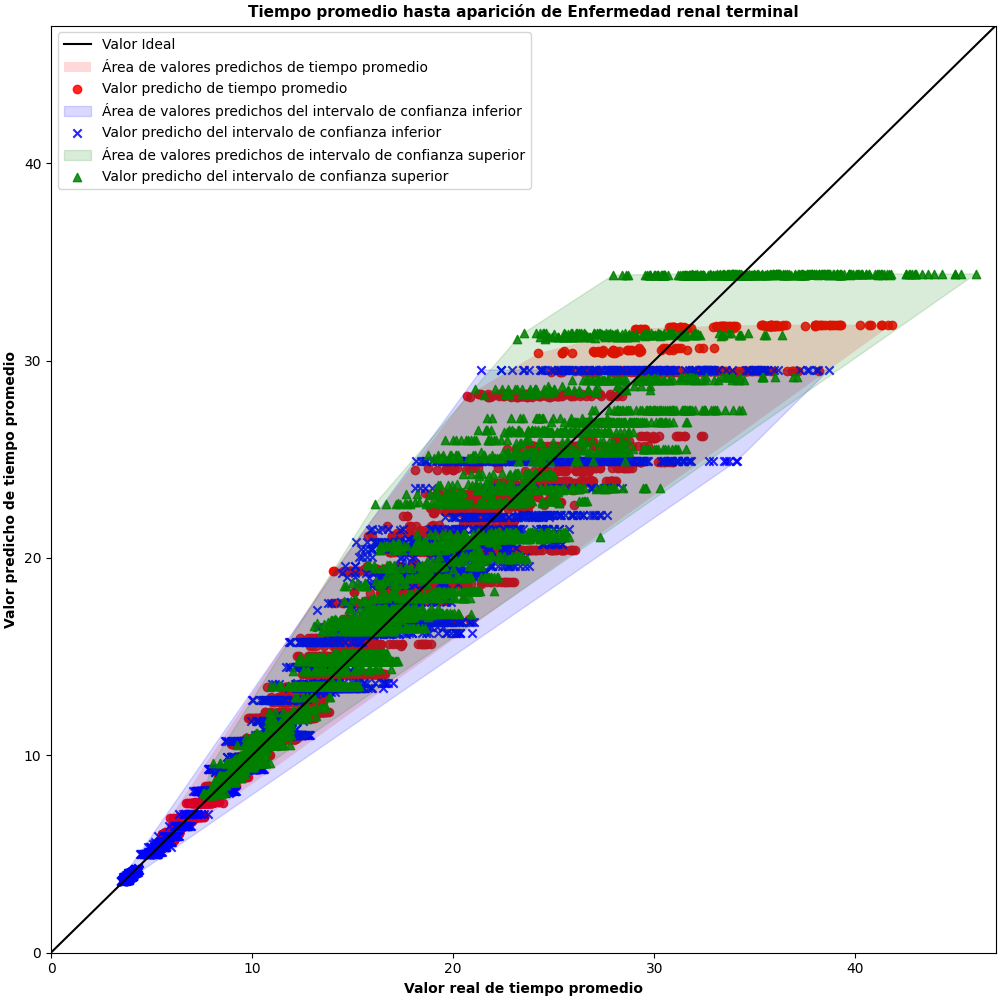 Tiempo promedio hasta aparición de Enfermedad renal terminal
Valor Ideal
Área de valores predichos de tiempo promedio
Valor predicho de tiempo promedio
Área de valores predichos del intervalo de confianza inferior
Valor predicho del intervalo de confianza inferior
Área de valores predichos de intervalo de confianza superior
Valor predicho del intervalo de confianza superior
Valor predicho de tiempo promedio
40
30
20
10
0
0 10 20 30 40
Valor real de tiempo promedio